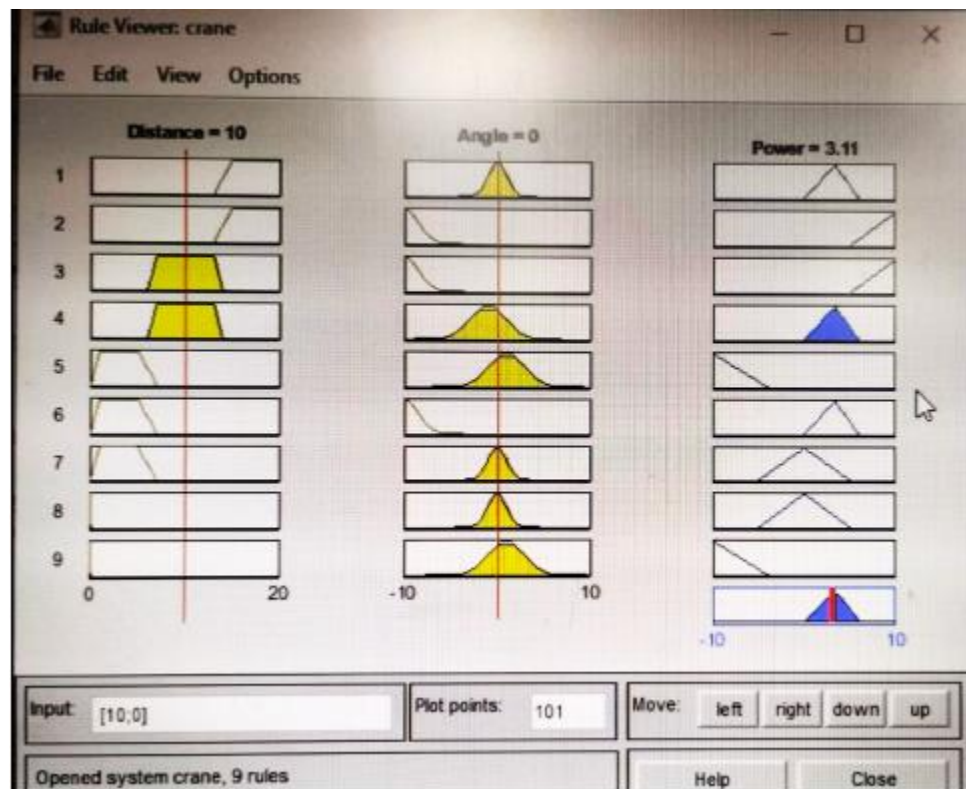 Rule Viewer: crane
File Edit View Options
Distance = 10 Angle = 0 Power = 3.11
1
2
3
4
5
6
7
8
9
0 20 -10 10
-10 10
Input: [10;0] Plot points: 101 Move: left right down up
Opened system crane, 9 rules Help Close